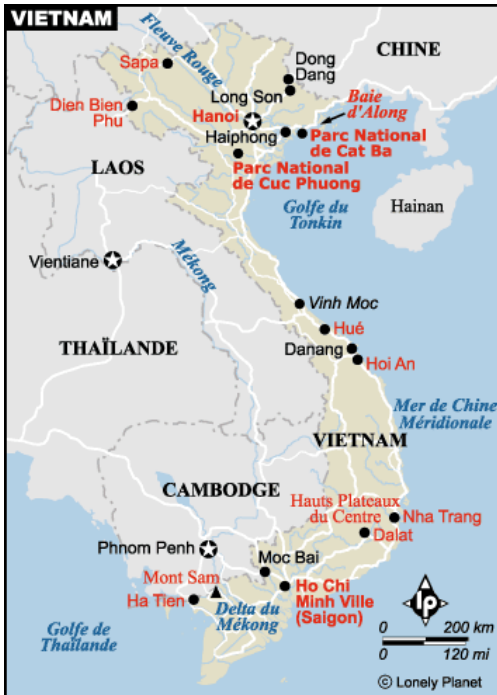 VIETNAM
CHINE
Fleuve Rouge
Sapa
Dong
Dang
Long Son
Hanoi
Baie
d'Along
Dien Bien
Phu
Haiphong
Parc National
de Cat Ba
LAOS
Parc National
de Cuc Phuong
Golfe du
Tonkin
Hainan
Vientiane
Mékong
Vinh Moc
Hué
THAÏLANDE
Danang
Hoi An
Mer de Chine
Méridionale
VIETNAM
CAMBODGE
Hauts Plateaux
du Centre
Nha Trang
Dalat
Phnom Penh
Moc Bai
Mont Sam
Ho Chi
Minh Ville
(Saigon)
Ha Tien
Delta du
Mékong
Golfe de
Thaïlande
lp
0 200 km
0 120 mi
© Lonely Planet